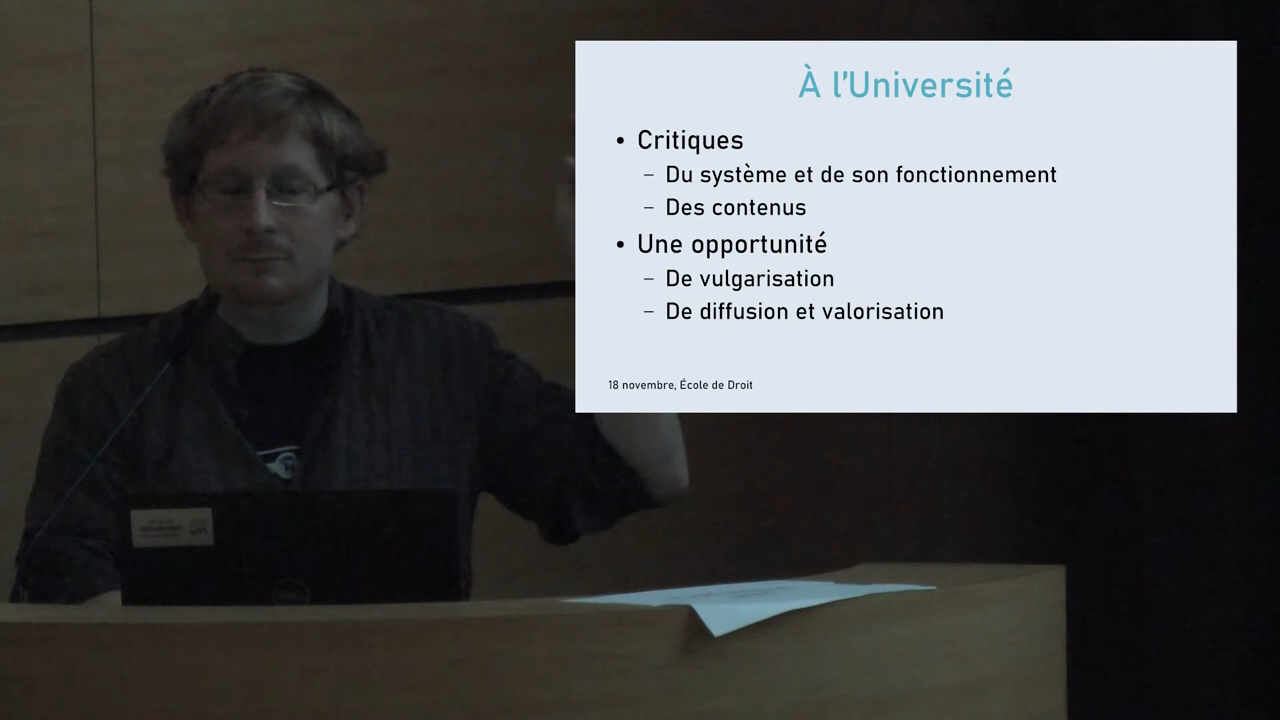 À l'Université
• Critiques
– Du système et de son fonctionnement
– Des contenus
• Une opportunité
– De vulgarisation
– De diffusion et valorisation
18 novembre, École de Droit